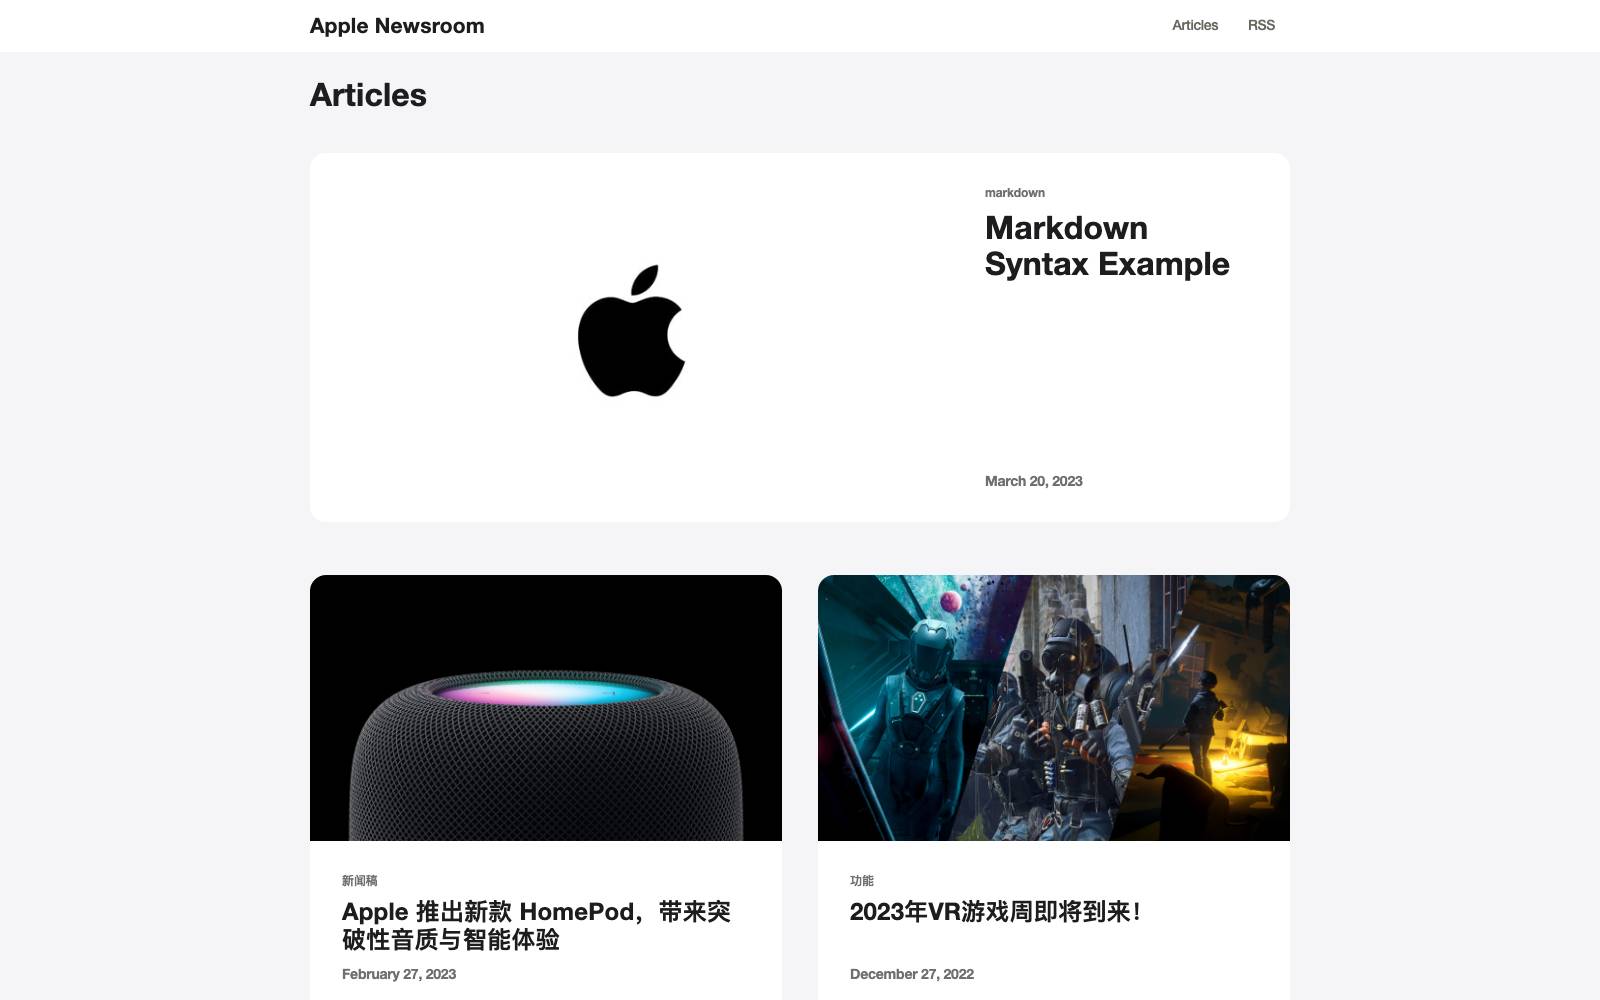 Apple Newsroom
Articles RSS
Articles
markdown
Markdown
Syntax Example
March 20, 2023
新闻稿
Apple 推出新款 HomePod，带来突
破性音质与智能体验
February 27, 2023
功能
2023年VR游戏周即将到来！
December 27, 2022